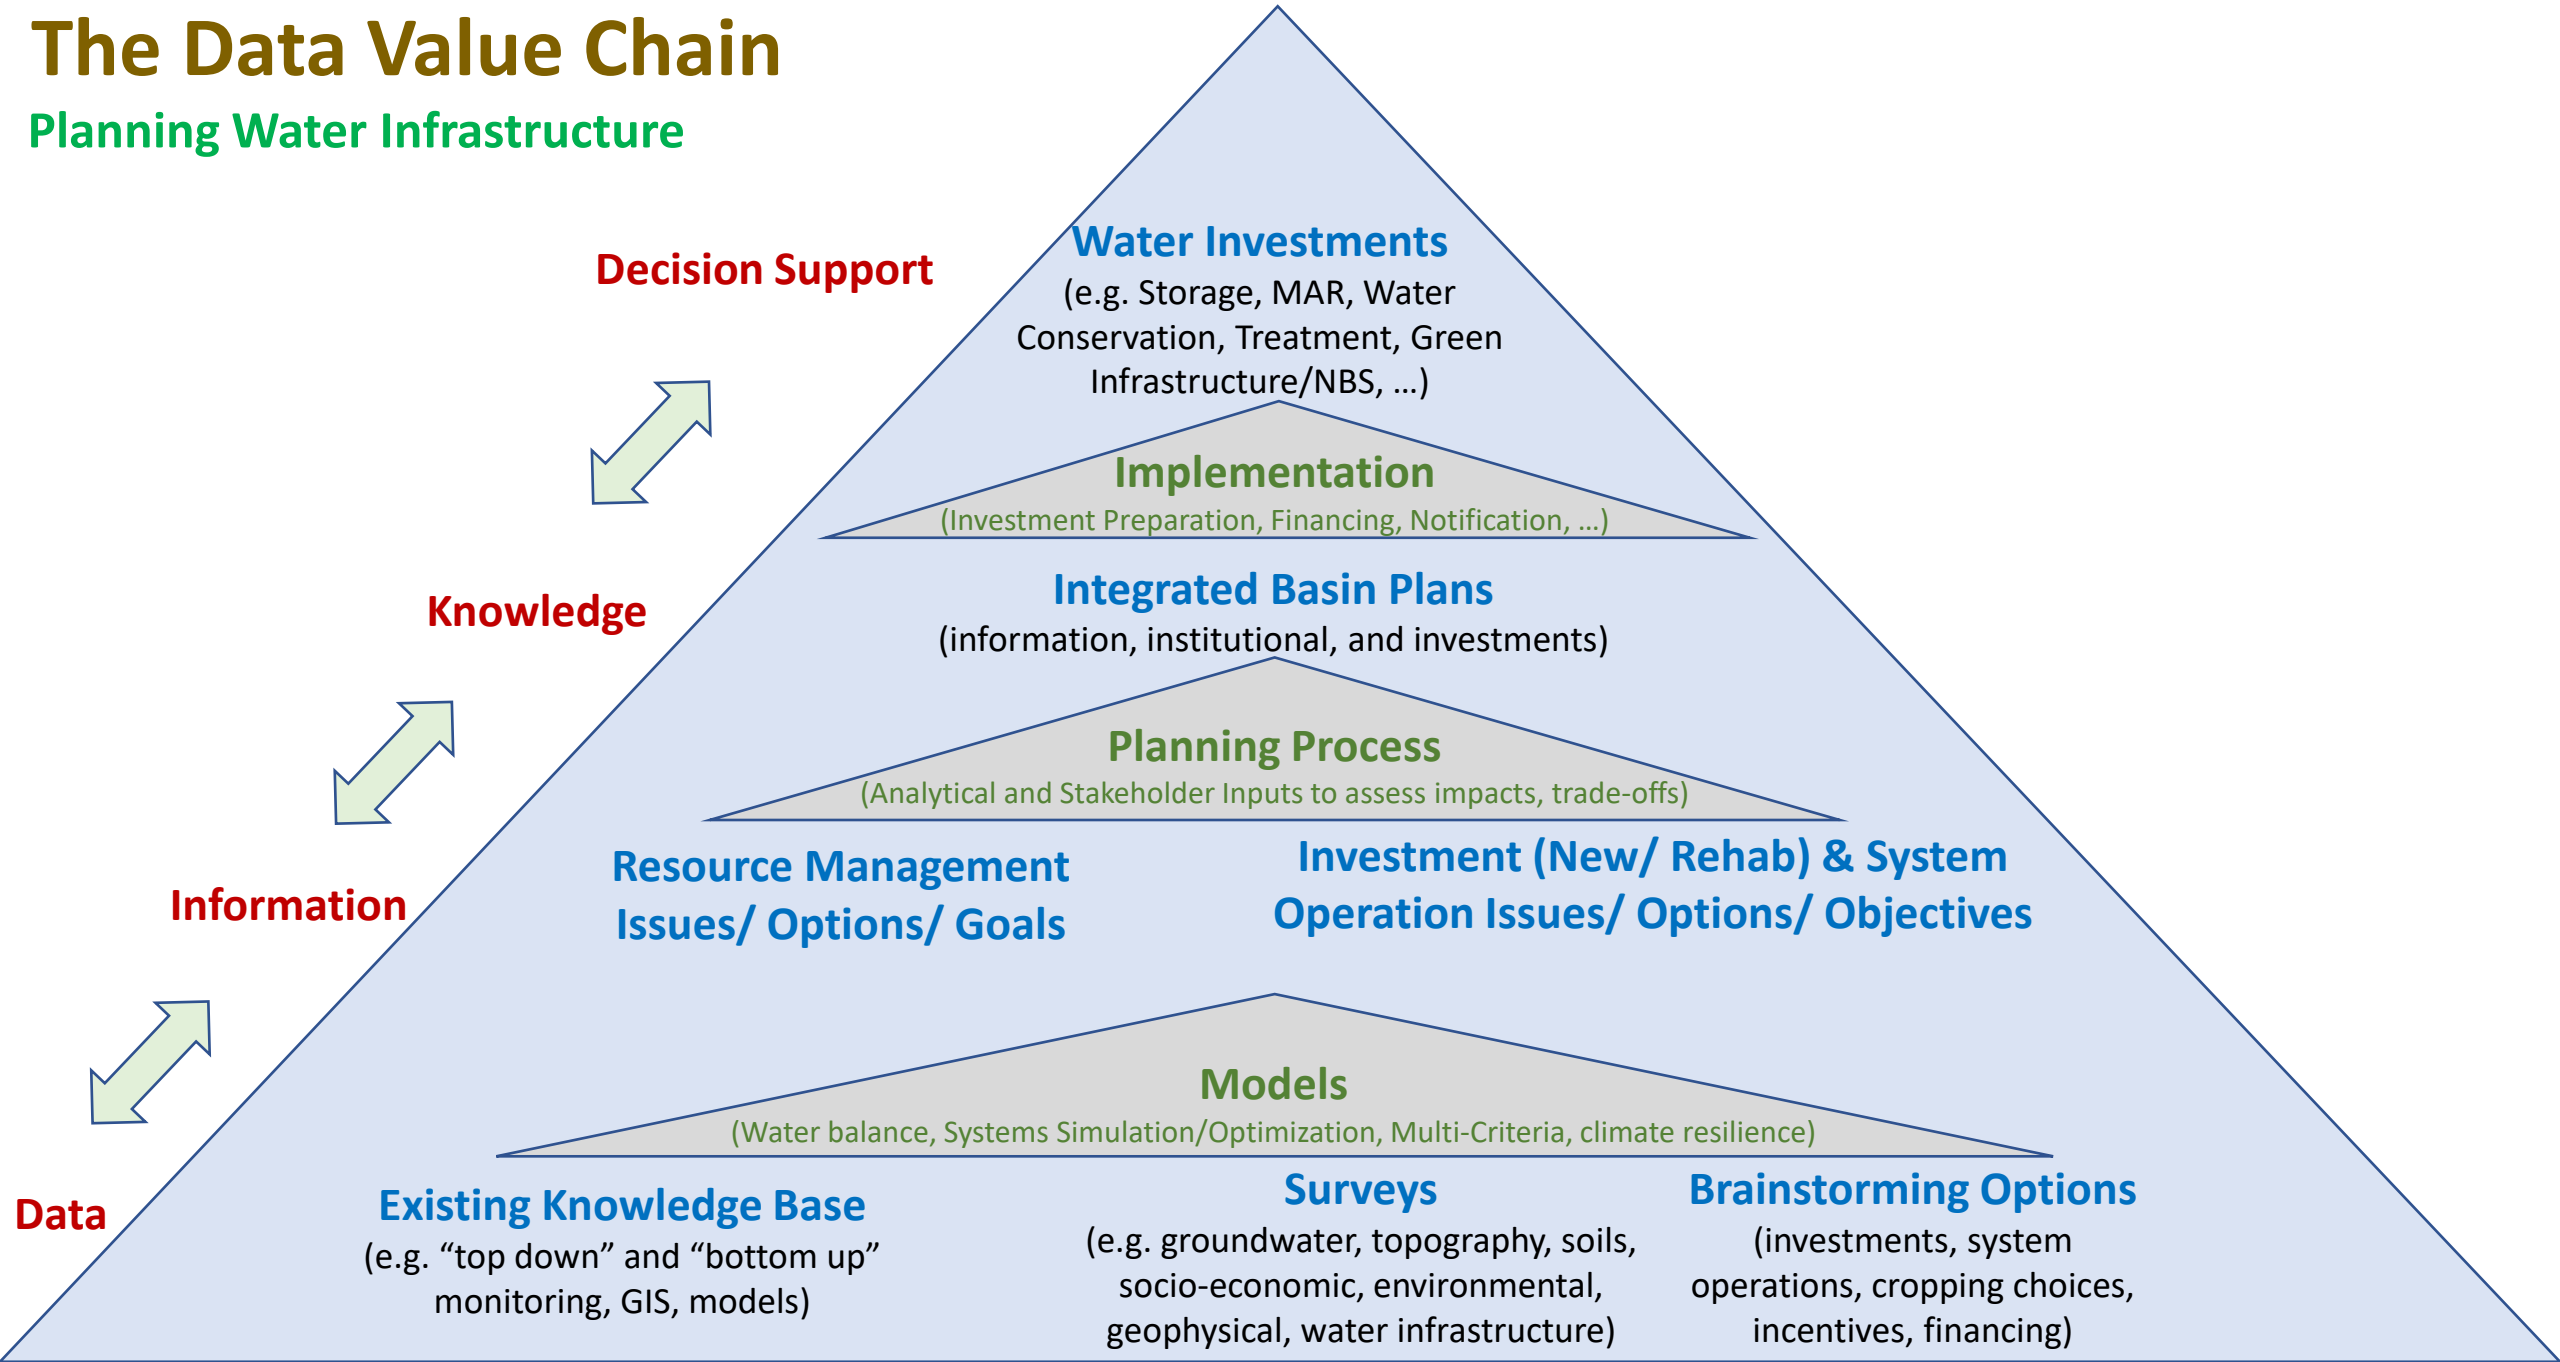 The Data Value Chain
Planning Water Infrastructure
Decision Support
Knowledge
Information
Data
Water Investments
(e.g. Storage, MAR, Water
Conservation, Treatment, Green
Infrastructure/NBS, …)
Implementation
(Investment Preparation, Financing, Notification, …)
Integrated Basin Plans
(information, institutional, and investments)
Planning Process
(Analytical and Stakeholder Inputs to assess impacts, trade-offs)
Resource Management
Issues/ Options/ Goals
Investment (New/ Rehab) & System
Operation Issues/ Options/ Objectives
Models
(Water balance, Systems Simulation/Optimization, Multi-Criteria, climate resilience)
Existing Knowledge Base
(e.g. “top down” and “bottom up”
monitoring, GIS, models)
Surveys
(e.g. groundwater, topography, soils,
socio-economic, environmental,
geophysical, water infrastructure)
Brainstorming Options
(investments, system
operations, cropping choices,
incentives, financing)